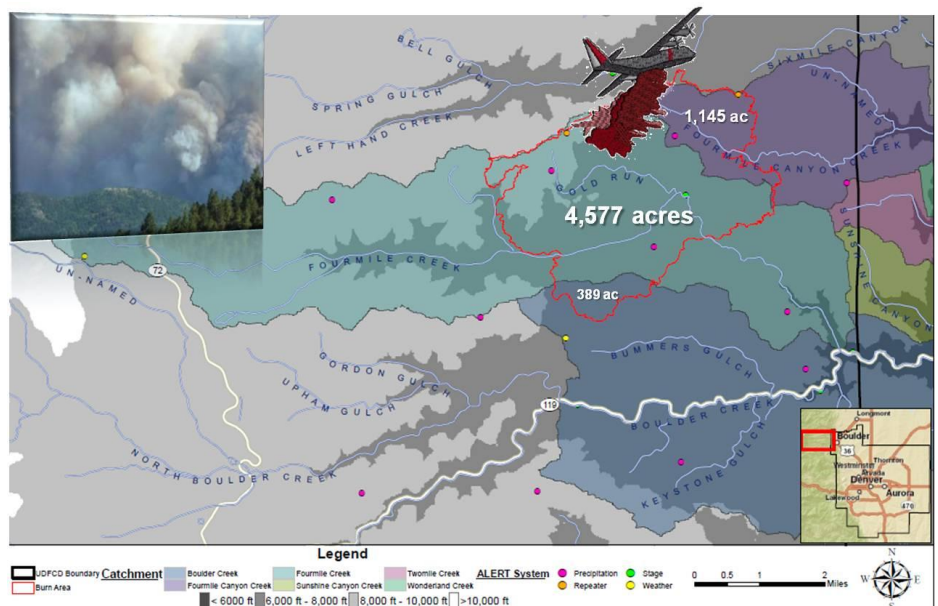 BELL GULCH
SPRING GULCH
LEFT HAND CREEK
SIXMILE CANYON
UN-NAMED
1,145 ac
FOURMILE CANYON CREEK
GOLD RUN
4,577 acres
SUNSHINE CANYON
FOURMILE CREEK
UN-NAMED
72
389 ac
GORDON GULCH
UPHAM GULCH
BUMMERS GULCH
119
BOULDER CREEK
KEYSTONE GULCH
NORTH BOULDER CREEK
Longmont
Boulder
36
Westminster
Thornton
Arvada
Denver
Aurora
Lakewood
470
Legend
UDFCD Boundary
Burn Area
Catchment
Boulder Creek
Fourmile Canyon Creek
Fourmile Creek
Sunshine Canyon Creek
Twomile Creek
Wonderland Creek
ALERT System
Precipitation
Repeater
Stage
Weather
< 6000 ft
6,000 ft - 8,000 ft
8,000 ft - 10,000 ft
>10,000 ft
0 0.5 1 2
Miles
N
W
E
S